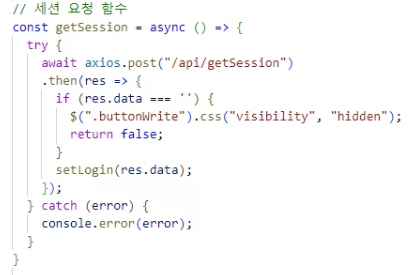 // 세션 요청 함수
const getSession = async () => {
  try {
    await axios.post("/api/getSession")
    .then(res => {
      if (res.data === '') {
        $(".buttonWrite").css("visibility", "hidden");
        return false;
      }
      setLogin(res.data);
    });
  } catch (error) {
    console.error(error);
  }
}